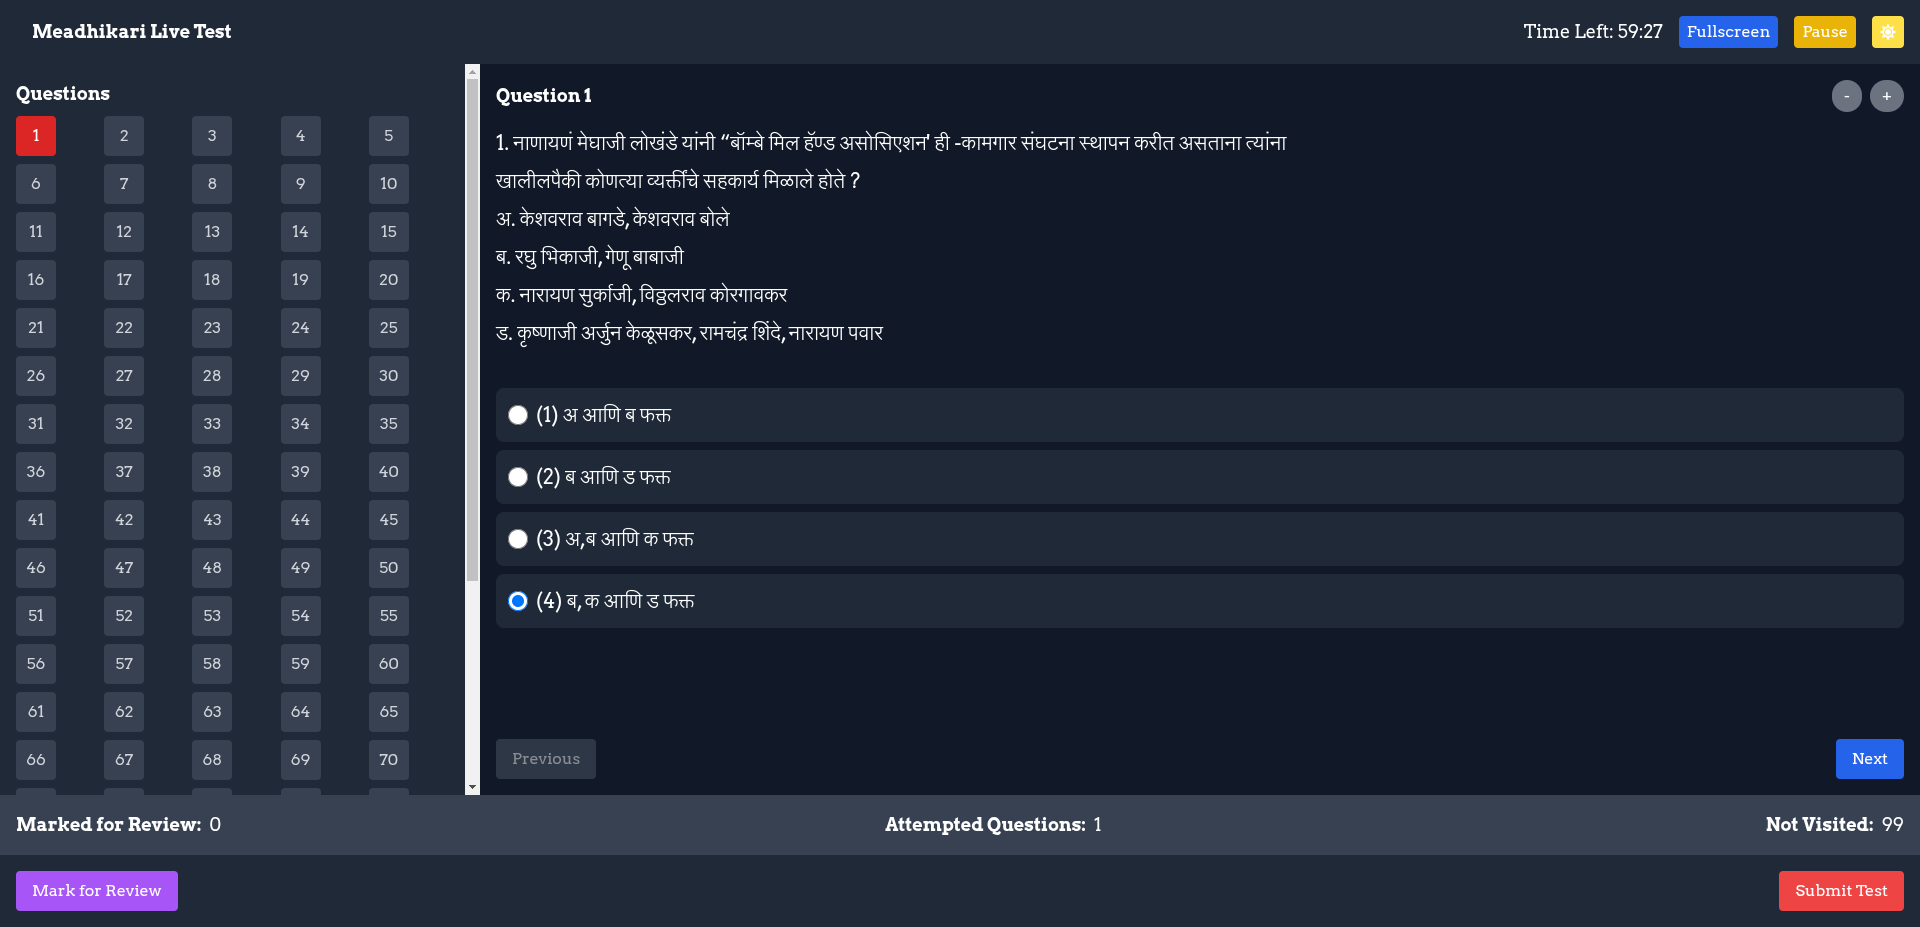 Meadhikari Live Test
Time Left: 59:27 Fullscreen Pause
Questions
1 2 3 4 5
6 7 8 9 10
11 12 13 14 15
16 17 18 19 20
21 22 23 24 25
26 27 28 29 30
31 32 33 34 35
36 37 38 39 40
41 42 43 44 45
46 47 48 49 50
51 52 53 54 55
56 57 58 59 60
61 62 63 64 65
66 67 68 69 70
Question 1
- +
1. नाणायणं मेघाजी लोखंडे यांनी “बॉम्बे मिल हॅण्ड असोसिएशन' ही -कामगार संघटना स्थापन करीत असताना त्यांना
खालीलपैकी कोणत्या व्यक्तींचे सहकार्य मिळाले होते ?
अ. केशवराव बागडे, केशवराव बोले
ब. रघु भिकाजी, गेणू बाबाजी
क. नारायण सुर्काजी, विठ्ठलराव कोरगावकर
ड. कृष्णाजी अर्जुन केळूसकर, रामचंद्र शिंदे, नारायण पवार
(1) अ आणि ब फक्त
(2) ब आणि ड फक्त
(3) अ,ब आणि क फक्त
(4) ब, क आणि ड फक्त
Previous
Next
Marked for Review: 0
Attempted Questions: 1
Not Visited: 99
Mark for Review
Submit Test